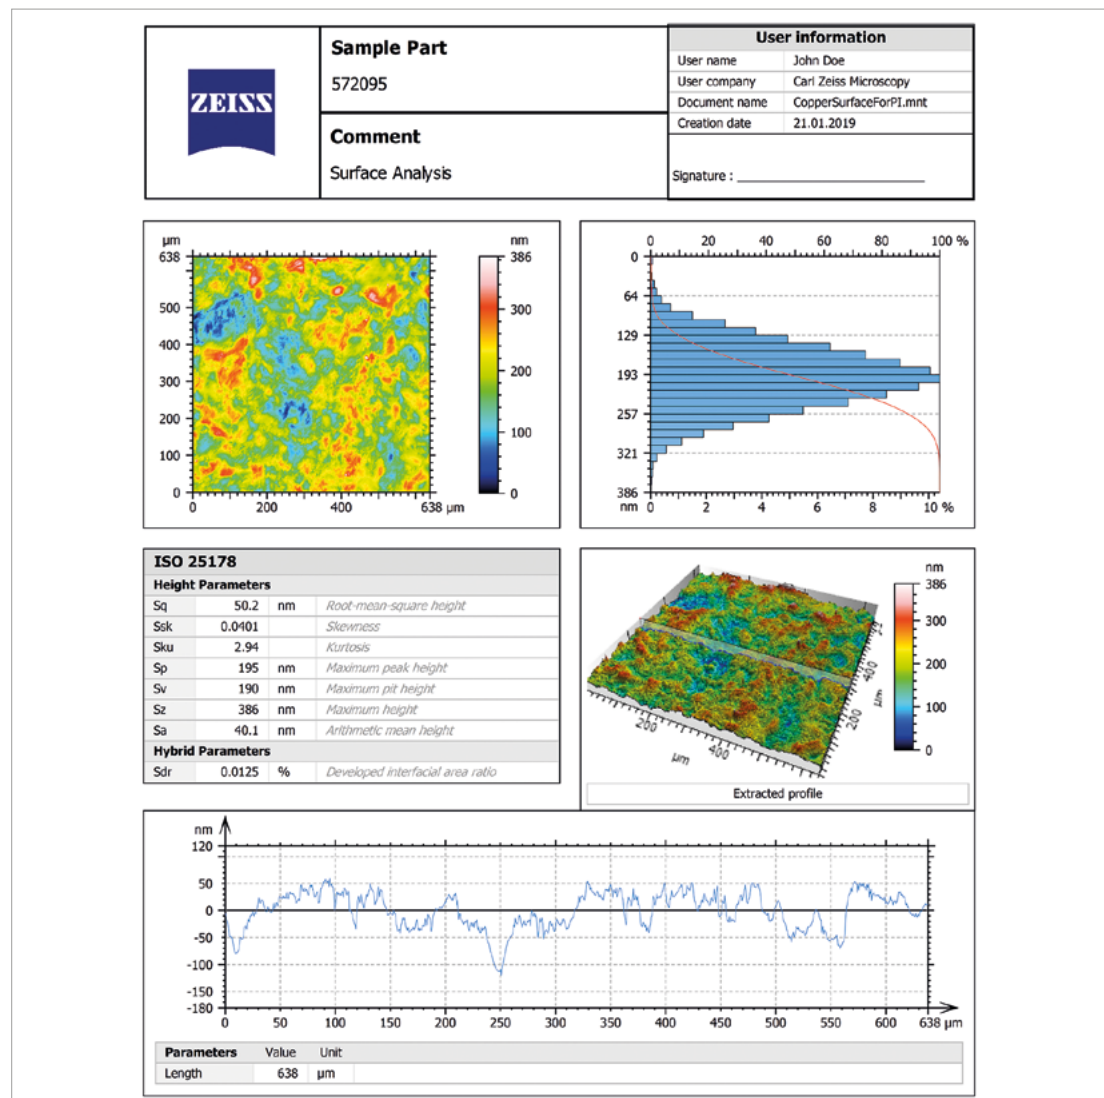 ZEISS
Sample Part
572095
Comment
Surface Analysis
User information
User name John Doe
User company Carl Zeiss Microscopy
Document name CopperSurfaceForPI.mnt
Creation date 21.01.2019
Signature : ____________________
µm
638
500
400
300
200
100
0
0 200 400 638 µm
nm
386
300
200
100
0
0 20 40 60 80 100 %
0
64
129
193
257
321
386
nm 0 2 4 6 8 10 %
ISO 25178
Height Parameters
Sq 50.2 nm Root-mean-square height
Ssk 0.0401 Skewness
Sku 2.94 Kurtosis
Sp 195 nm Maximum peak height
Sv 190 nm Maximum pit height
Sz 386 nm Maximum height
Sa 40.1 nm Arithmetic mean height
Hybrid Parameters
Sdr 0.0125 % Developed interfacial area ratio
nm
386
300
200
100
0
200
400
µm
200
400
µm
Extracted profile
nm
120
50
0
-50
-100
-150
-180
0 50 100 150 200 250 300 350 400 450 500 550 600 638 µm
Parameters Value Unit
Length 638 µm